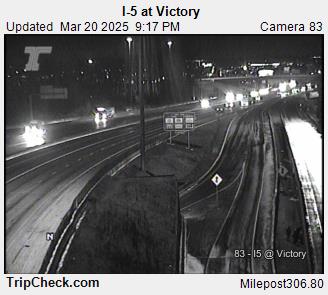 I-5 at Victory
Updated Mar 20 2025 9:17 PM Camera 83
N
83 - I5 @ Victory
TripCheck.com Milepost306.80